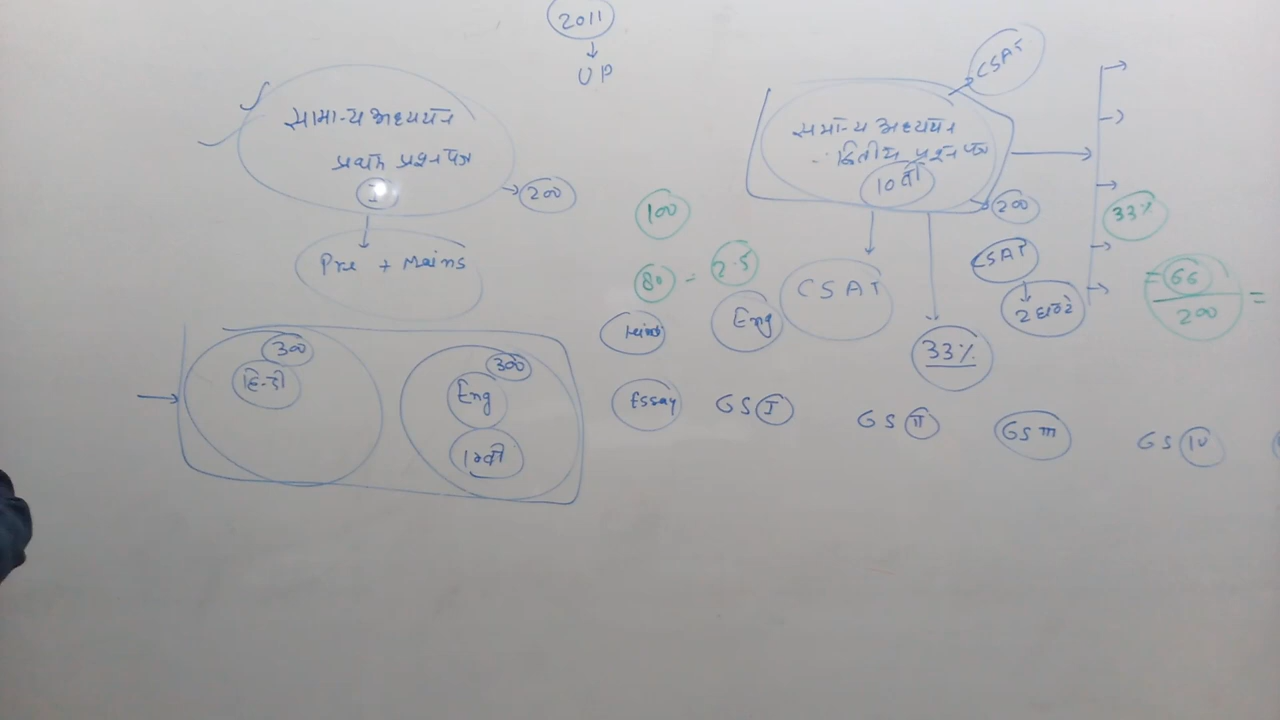 2011
UP
CSAT
सामान्य अध्ययन
प्रथम प्रश्न पत्र
I
200
सामान्य अध्ययन
द्वितीय प्रश्न पत्र
10वीं
200
Pre + Mains
100
33%
80 = 2.5
CSAT
CSAT
2 घण्टे
= 66
200
=
Eng
33%
300
हिन्दी
300
Eng
10वीं
Essay
GS I
GS II
GS III
GS IV